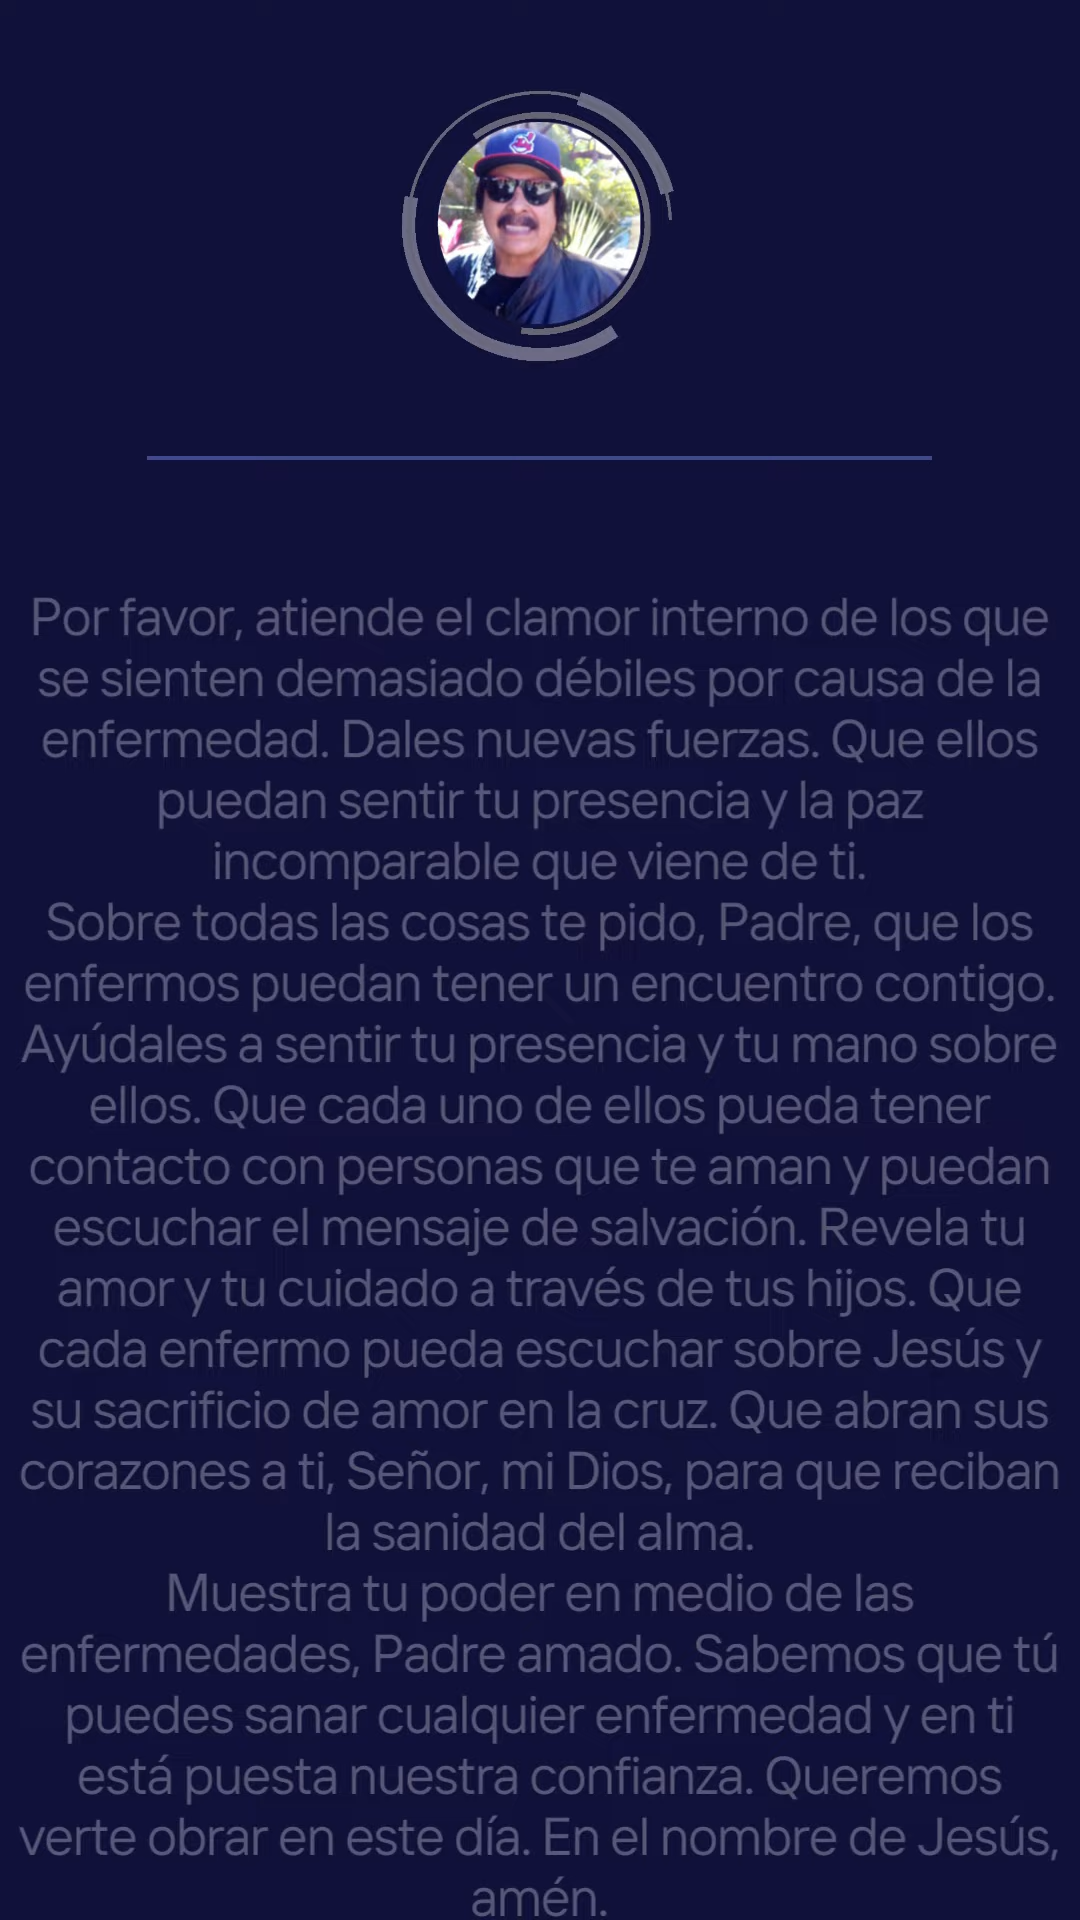 Por favor, atiende el clamor interno de los que
se sienten demasiado débiles por causa de la
enfermedad. Dales nuevas fuerzas. Que ellos
puedan sentir tu presencia y la paz
incomparable que viene de ti.
Sobre todas las cosas te pido, Padre, que los
enfermos puedan tener un encuentro contigo.
Ayúdales a sentir tu presencia y tu mano sobre
ellos. Que cada uno de ellos pueda tener
contacto con personas que te aman y puedan
escuchar el mensaje de salvación. Revela tu
amor y tu cuidado a través de tus hijos. Que
cada enfermo pueda escuchar sobre Jesús y
su sacrificio de amor en la cruz. Que abran sus
corazones a ti, Señor, mi Dios, para que reciban
la sanidad del alma.
Muestra tu poder en medio de las
enfermedades, Padre amado. Sabemos que tú
puedes sanar cualquier enfermedad y en ti
está puesta nuestra confianza. Queremos
verte obrar en este día. En el nombre de Jesús,
amén.